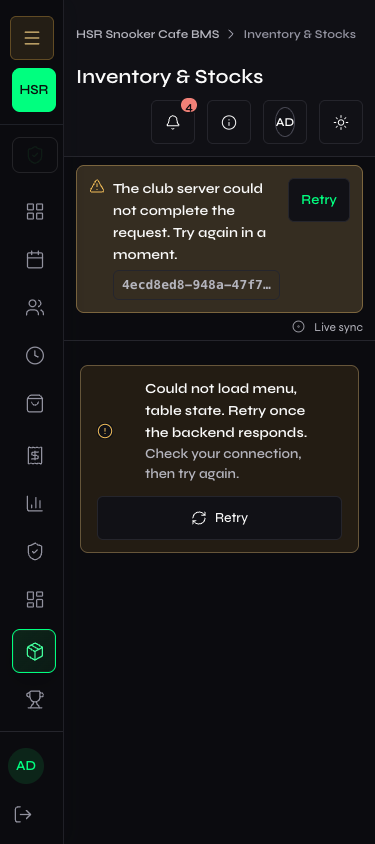 HSR Snooker Cafe BMS > Inventory & Stocks
HSR
Inventory & Stocks
4
AD
The club server could
not complete the
request. Try again in a
moment.
Retry
4ecd8ed8-948a-47f7…
Live sync
Could not load menu,
table state. Retry once
the backend responds.
Check your connection,
then try again.
Retry
AD